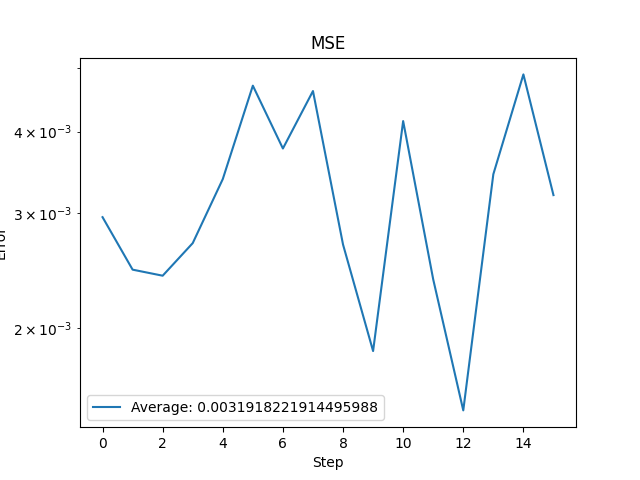 MSE
Error
4 × 10⁻³
3 × 10⁻³
2 × 10⁻³
Average: 0.0031918221914495988
0 2 4 6 8 10 12 14
Step